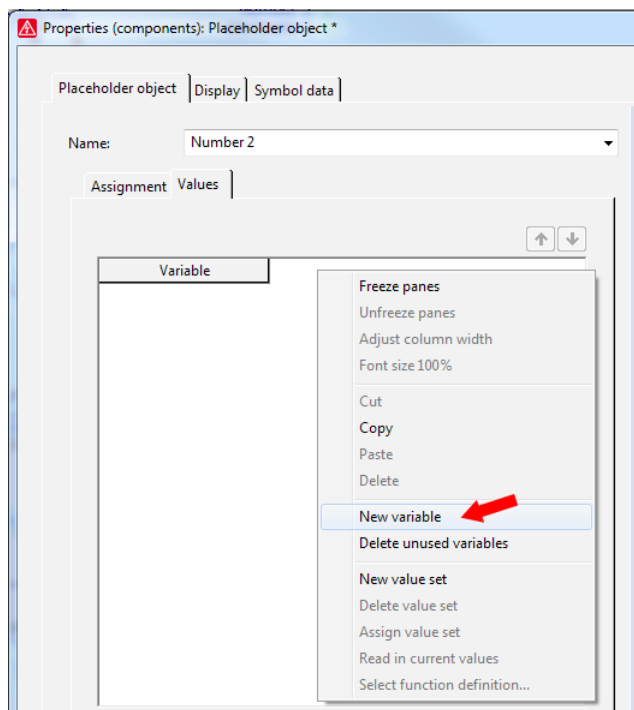 Properties (components): Placeholder object *
Placeholder object Display Symbol data
Name: Number 2
Assignment Values
Variable
Freeze panes
Unfreeze panes
Adjust column width
Font size 100%
Cut
Copy
Paste
Delete
New variable
Delete unused variables
New value set
Delete value set
Assign value set
Read in current values
Select function definition...